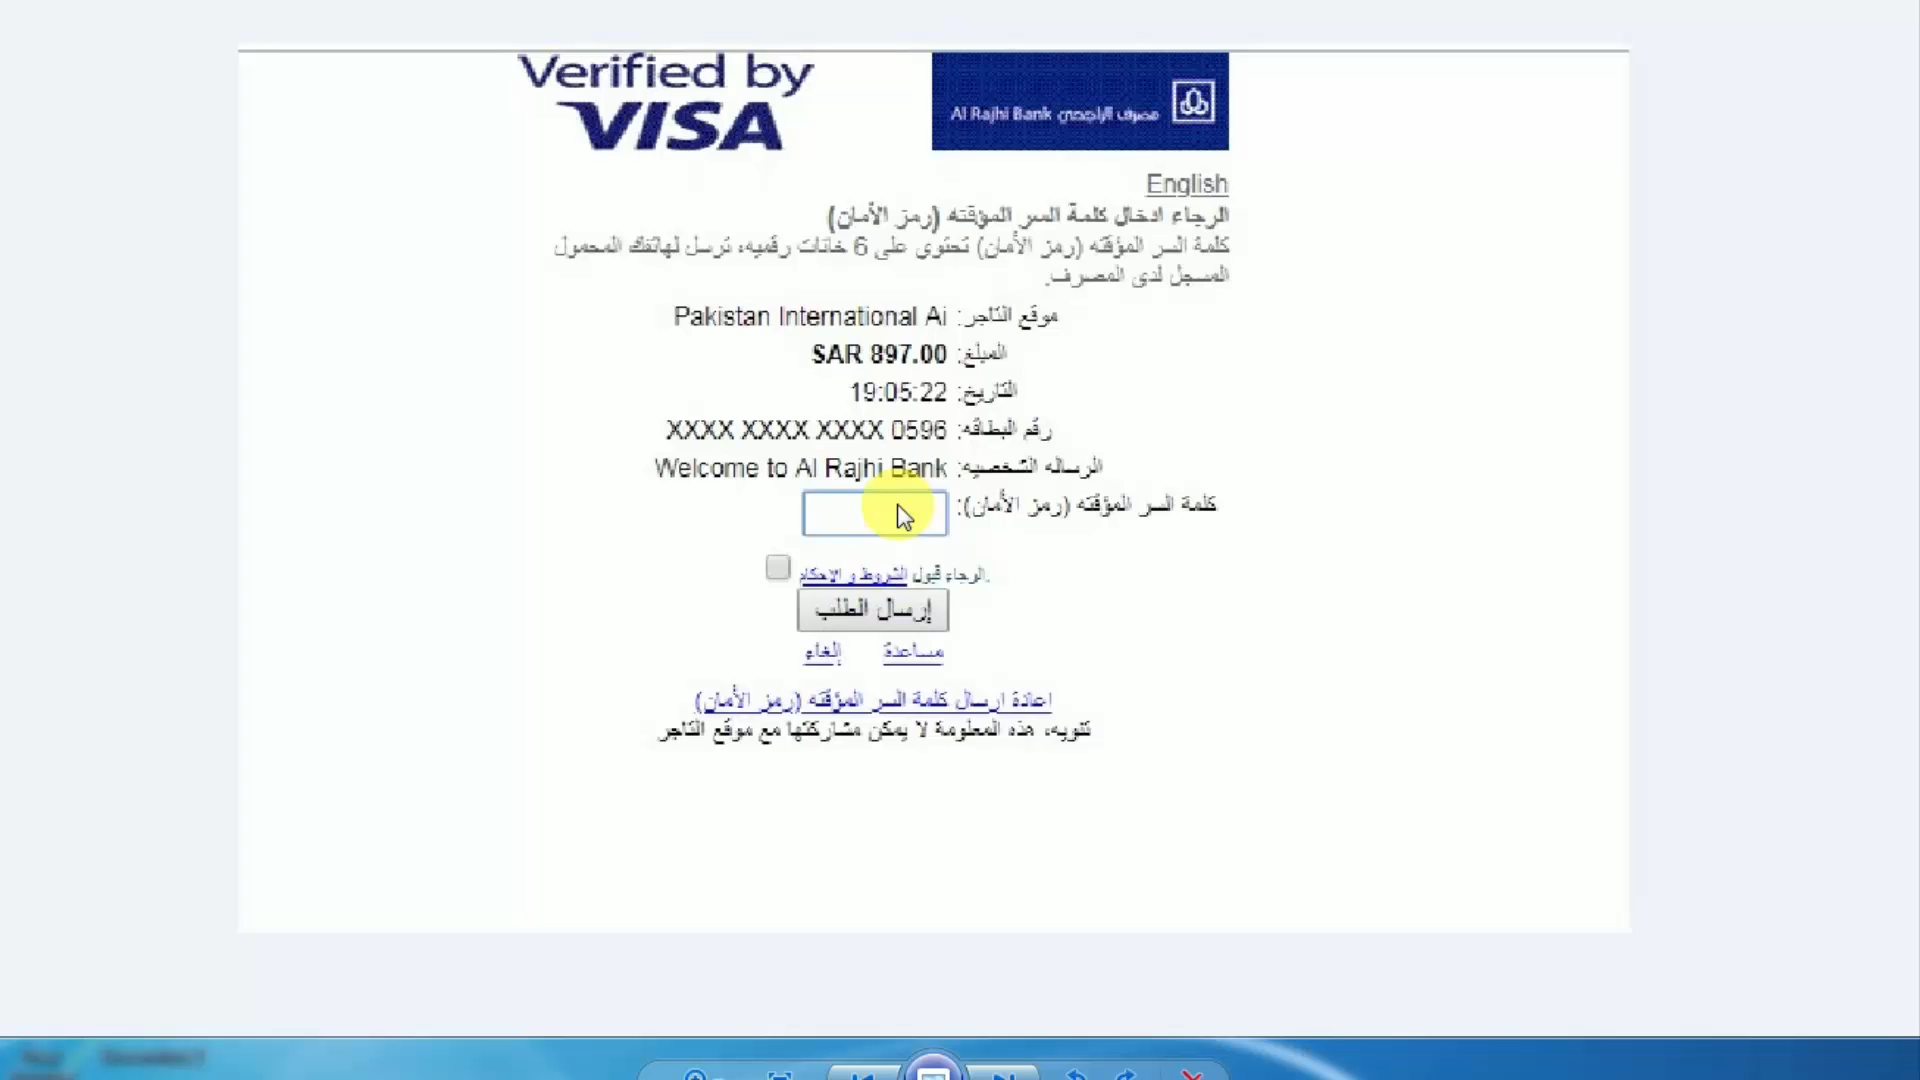 Verified by
VISA
Al Rajhi Bank مصرف الراجحي
English
الرجاء ادخال كلمة السر المؤقته (رمز الأمان)
كلمة السر المؤقته (رمز الأمان) تحتوى على 6 خانات رقميه، ترسل لهاتفك المحمول
المسجل لدى المصرف.
موقع التاجر: Pakistan International Ai
المبلغ: SAR 897.00
التاريخ: 19:05:22
رقم البطاقه: XXXX XXXX XXXX 0596
الرساله الشخصيه: Welcome to Al Rajhi Bank
كلمة السر المؤقته (رمز الأمان):
الرجاء قبول الشروط و الاحكام.
إرسال الطلب
مساعدة إلغاء
اعادة ارسال كلمة السر المؤقته (رمز الأمان)
تنويه، هذه المعلومة لا يمكن مشاركتها مع موقع التاجر